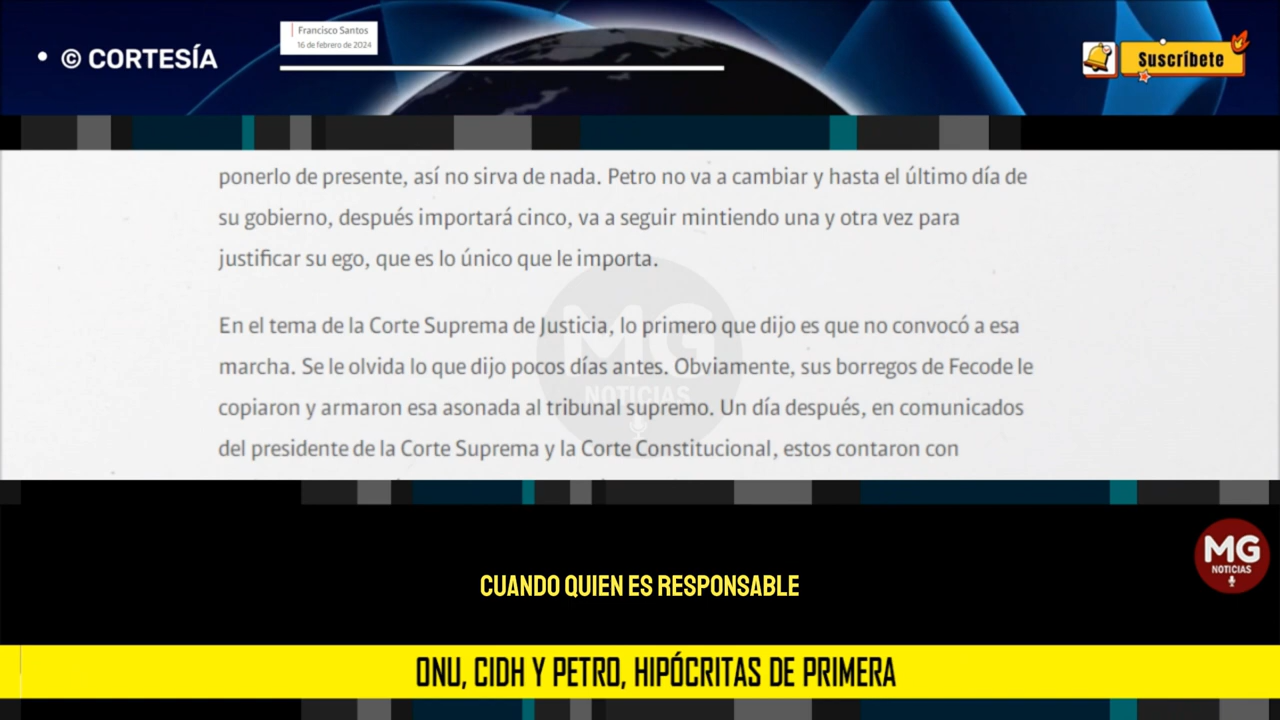 Francisco Santos
16 de febrero de 2024
© CORTESÍA
Suscríbete
ponerlo de presente, así no sirva de nada. Petro no va a cambiar y hasta el último día de
su gobierno, después importará cinco, va a seguir mintiendo una y otra vez para
justificar su ego, que es lo único que le importa.
En el tema de la Corte Suprema de Justicia, lo primero que dijo es que no convocó a esa
marcha. Se le olvida lo que dijo pocos días antes. Obviamente, sus borregos de Fecode le
copiaron y armaron esa asonada al tribunal supremo. Un día después, en comunicados
del presidente de la Corte Suprema y la Corte Constitucional, estos contaron con
MG
NOTICIAS
MG
NOTICIAS
CUANDO QUIEN ES RESPONSABLE
ONU, CIDH Y PETRO, HIPÓCRITAS DE PRIMERA